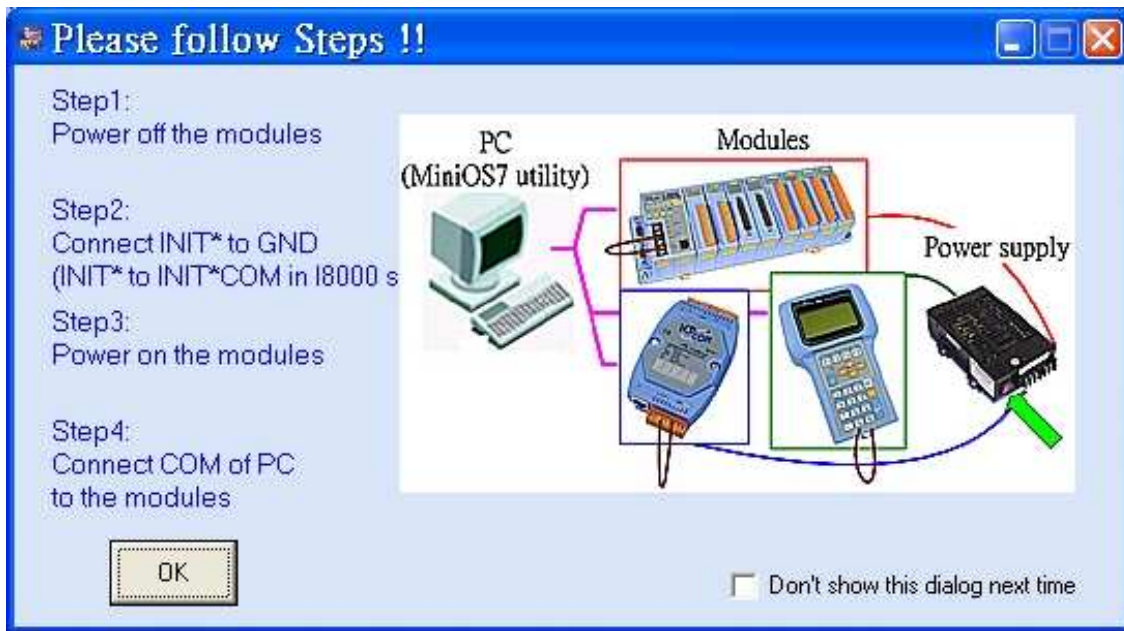 Please follow Steps !!
Step1:
Power off the modules
Step2:
Connect INIT* to GND
(INIT* to INIT*COM in I8000 s
Step3:
Power on the modules
Step4:
Connect COM of PC
to the modules
PC
(MiniOS7 utility)
Modules
Power supply
OK
Don't show this dialog next time